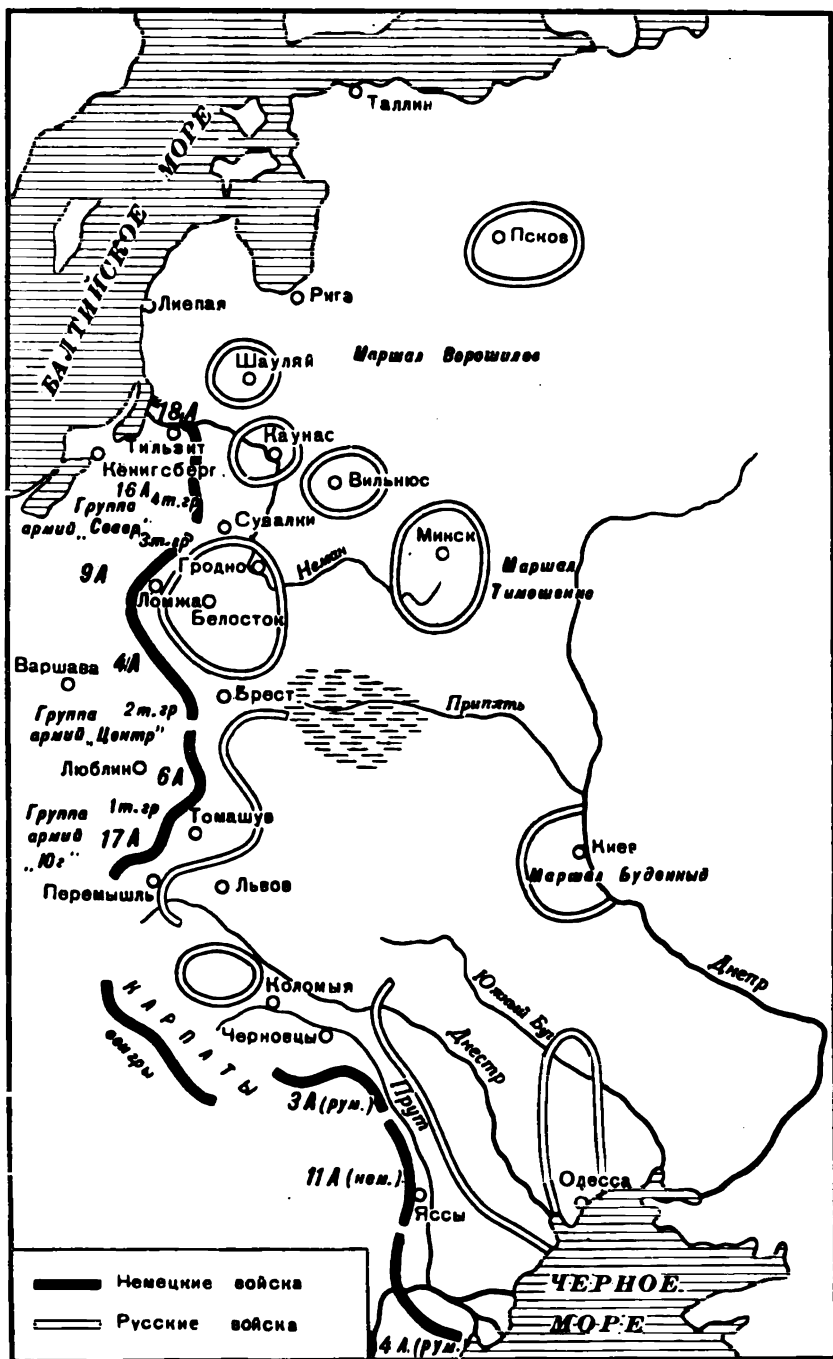 Таллин
БАЛТИЙСКОЕ МОРЕ
Псков
Лиепая
Рига
Шауляй
Маршал Ворошилов
18А
Тильзит
Каунас
Кёнигсберг
Вильнюс
16А
4т.гр
Группа
армий „Север"
3т.гр
Сувалки
Минск
Гродно
Неман
Маршал
Тимошенко
9А
Ломжа
Белосток
Варшава
4А
Брест
Припять
Группа
2т.гр
армий „Центр"
Люблин
6А
Группа
1т.гр
армий
17А
„Юг"
Томашув
Киев
Маршал Буденный
Перемышль
Львов
Днепр
КАРПАТЫ
венгры
Коломыя
Черновцы
Южный Буг
Днестр
Прут
3А (рум.)
11А (нем.)
Яссы
Одесса
ЧЕРНОЕ
МОРЕ
4А (рум.)
Немецкие войска
Русские войска